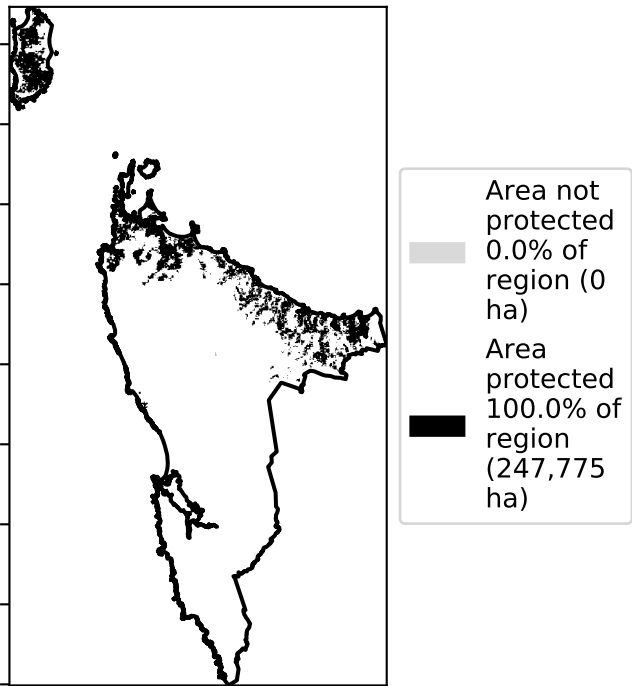 Area not
protected
0.0% of
region (0
ha)
Area
protected
100.0% of
region
(247,775
ha)